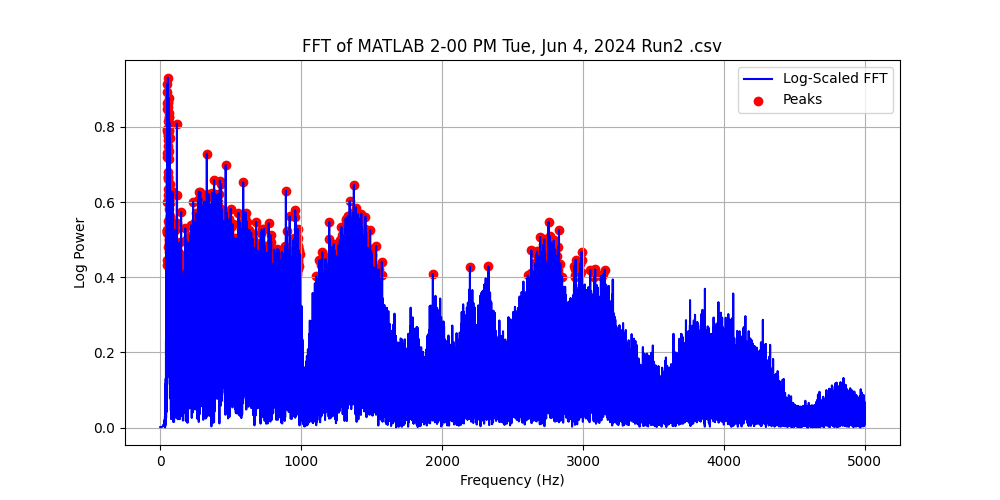 FFT of MATLAB 2-00 PM Tue, Jun 4, 2024 Run2 .csv
Log-Scaled FFT
Peaks
0.8
0.6
0.4
0.2
0.0
Log Power
0 1000 2000 3000 4000 5000
Frequency (Hz)